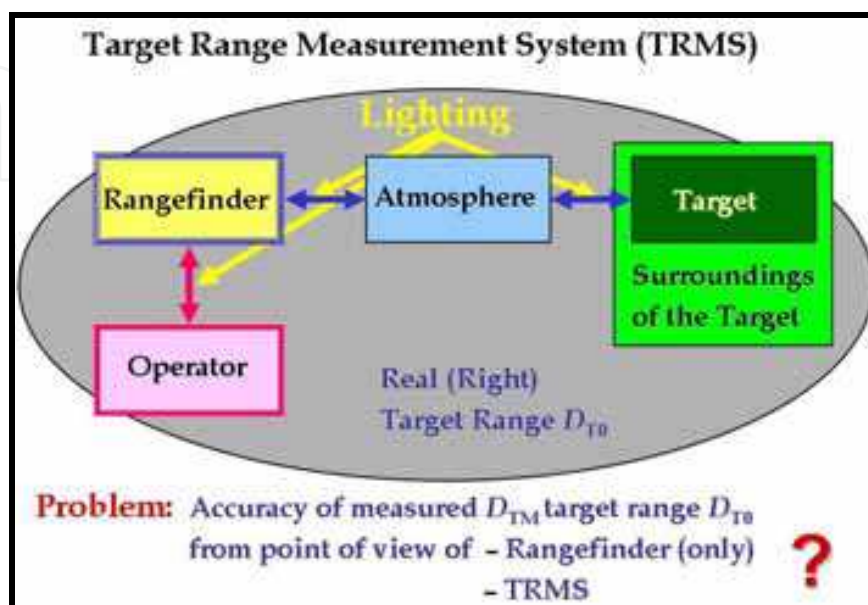 Target Range Measurement System (TRMS)
Lighting
Rangefinder
Atmosphere
Target
Surroundings
of the Target
Operator
Real (Right)
Target Range D_T0
Problem: Accuracy of measured D_TM target range D_T0
from point of view of – Rangefinder (only)
– TRMS
?